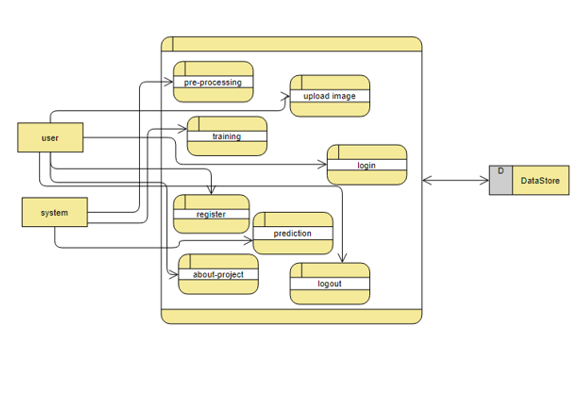 pre-processing
upload image
user
training
login
D
DataStore
system
register
prediction
about-project
logout